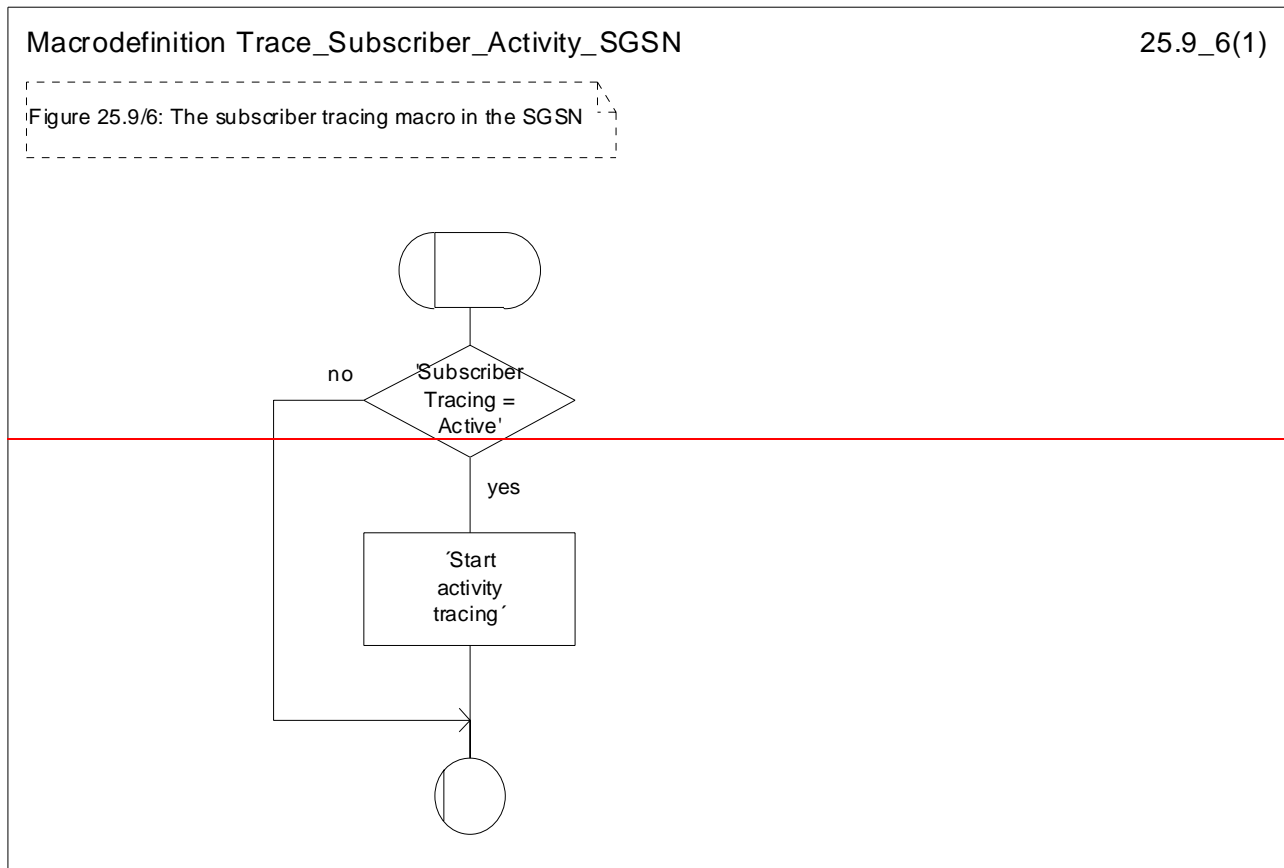 Macrodefinition Trace_Subscriber_Activity_SGSN
25.9_6(1)
Figure 25.9/6: The subscriber tracing macro in the SGSN
no
'Subscriber
Tracing =
Active'
yes
´Start
activity
tracing´